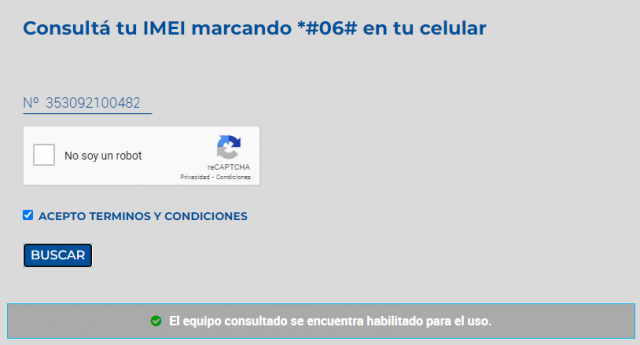 Consultá tu IMEI marcando *#06# en tu celular
Nº 353092100482
No soy un robot
reCAPTCHA
Privacidad - Condiciones
ACEPTO TERMINOS Y CONDICIONES
BUSCAR
El equipo consultado se encuentra habilitado para el uso.